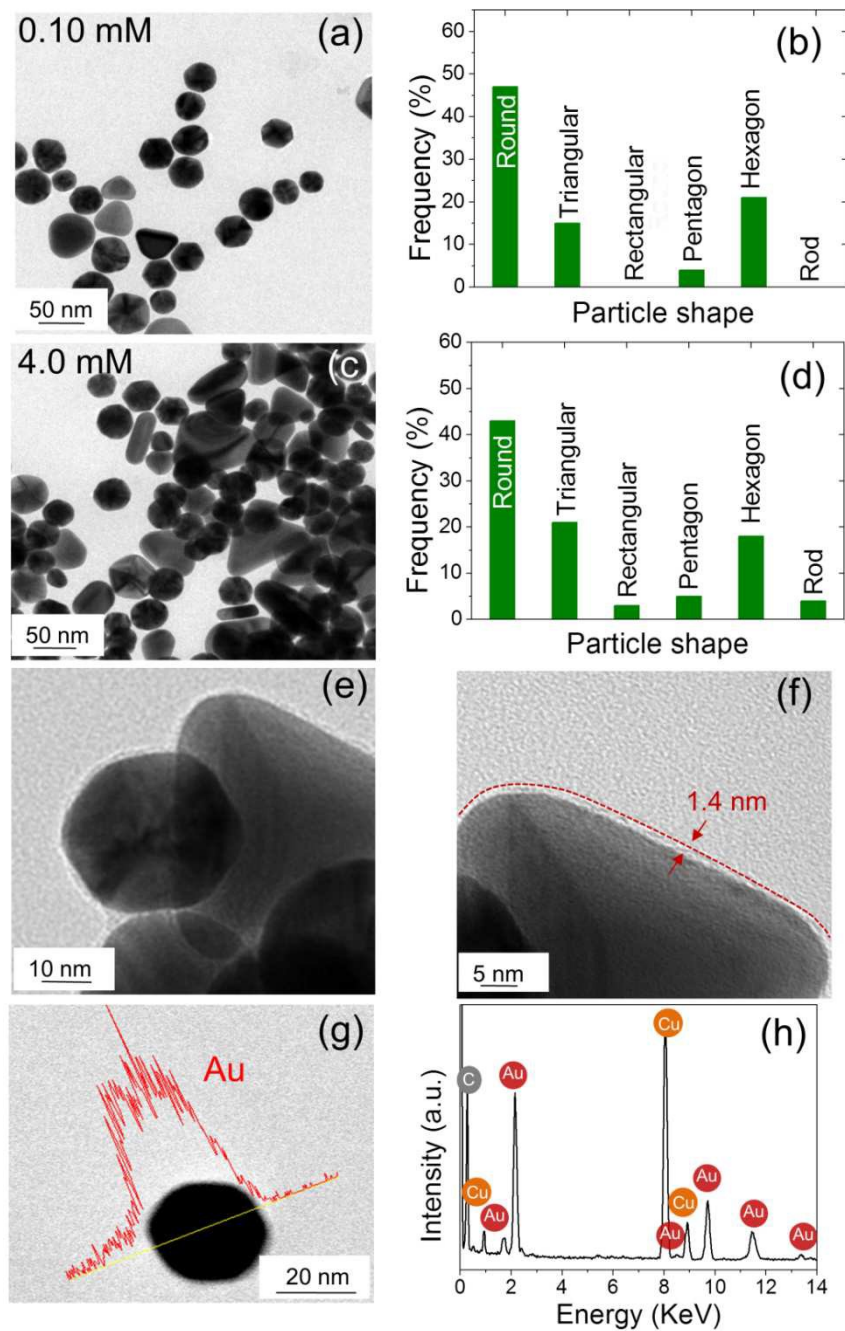 0.10 mM
(a)
50 nm
(b)
Frequency (%)
60
50
40
30
20
10
0
Round
Triangular
Rectangular
Pentagon
Hexagon
Rod
Particle shape
4.0 mM
(c)
50 nm
(d)
Frequency (%)
60
50
40
30
20
10
0
Round
Triangular
Rectangular
Pentagon
Hexagon
Rod
Particle shape
(e)
10 nm
(f)
1.4 nm
5 nm
(g)
Au
20 nm
(h)
Intensity (a.u.)
C
Cu
Au
Au
Cu
Au
Cu
Au
Au
Au
0 2 4 6 8 10 12 14
Energy (KeV)